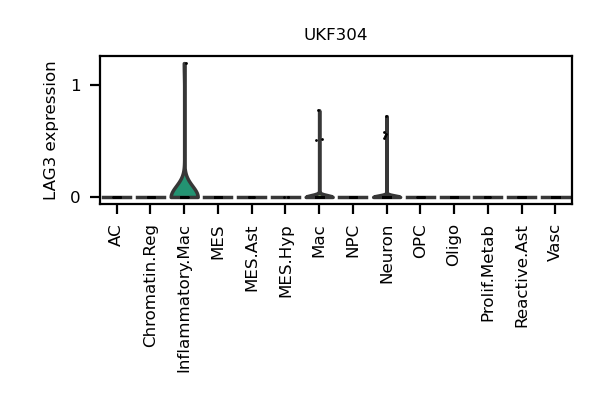 UKF304
LAG3 expression
1
0
AC
Chromatin.Reg
Inflammatory.Mac
MES
MES.Ast
MES.Hyp
Mac
NPC
Neuron
OPC
Oligo
Prolif.Metab
Reactive.Ast
Vasc